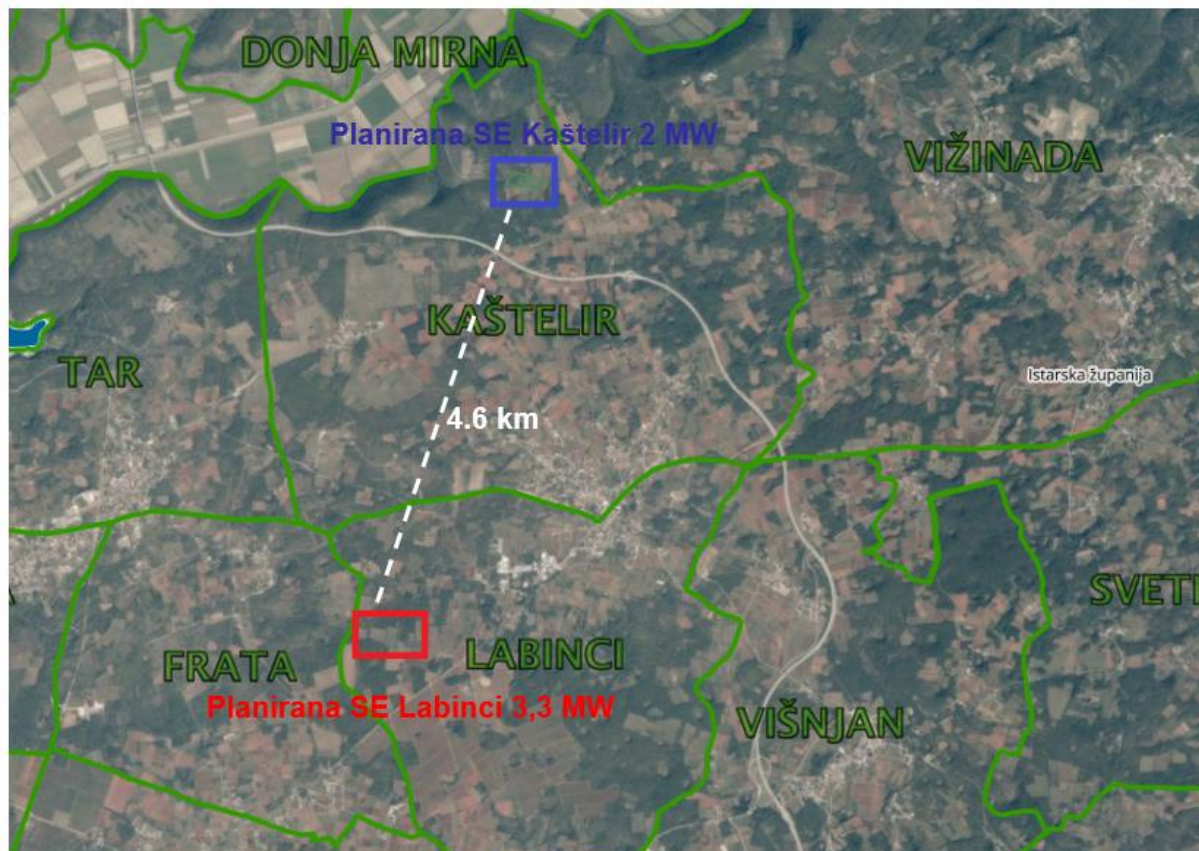 DONJA MIRNA
Planirana SE Kaštelir 2 MW
VIŽINADA
KAŠTELIR
TAR
Istarska županija
4.6 km
SVETI
FRATA
LABINCI
Planirana SE Labinci 3,3 MW
VIŠNJAN